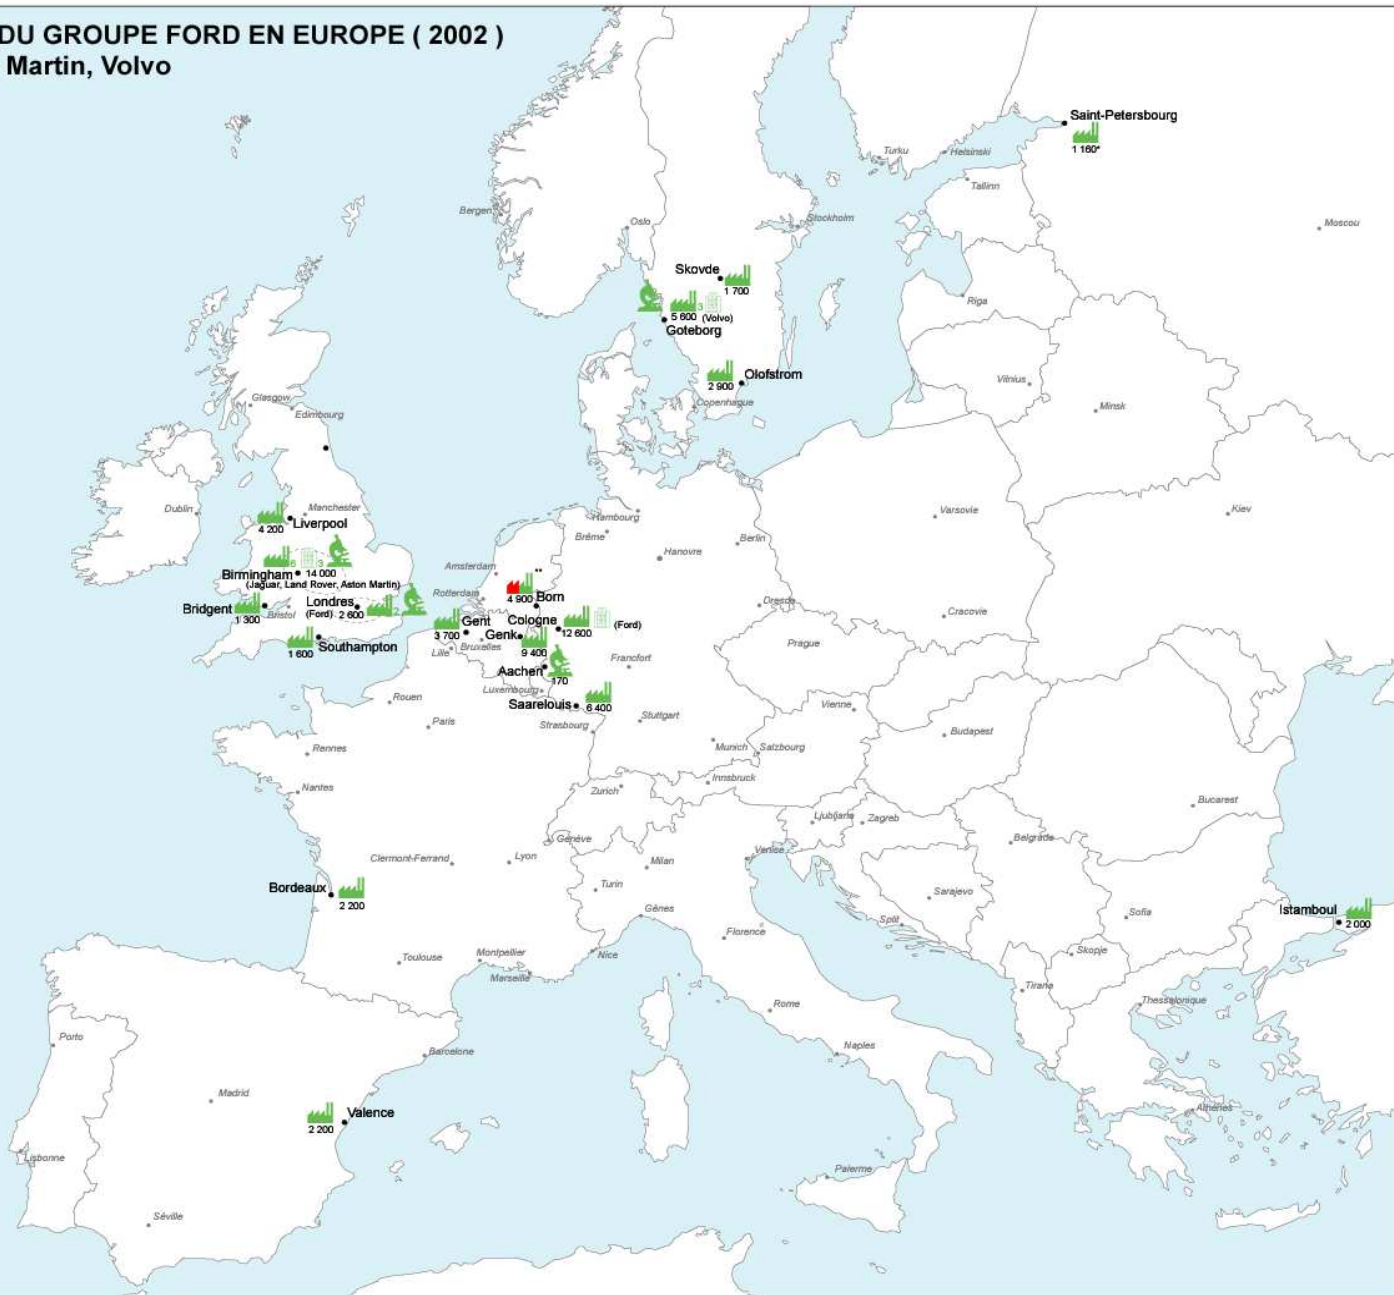 DU GROUPE FORD EN EUROPE ( 2002 )
Martin, Volvo
Saint-Petersbourg
1 160*
Turku
Helsinski
Tallinn
Moscou
Bergen
Oslo
Stockholm
Skovde
1 700
Riga
5 600
3
(Volvo)
Goteborg
Olofstrom
2 900
Copenhague
Vilnius
Minsk
Glasgow
Edimbourg
Dublin
Manchester
4 200
Liverpool
Hambourg
Brême
Berlin
Hanovre
Varsovie
Kiev
6
3
Birmingham
14 000
(Jaguar, Land Rover, Aston Martin)
Amsterdam
**
Rotterdam
4 900
Born
Dresde
Cracovie
Bridgent
1 300
Bristol
Londres
(Ford)
2 600
2
Gent
3 700
Cologne
12 600
(Ford)
1 600
Southampton
Lille
Bruxelles
Genk
9 400
Prague
Francfort
Aachen
170
Luxembourg
Saarelouis
6 400
Rouen
Paris
Strasbourg
Stuttgart
Vienne
Budapest
Rennes
Munich
Salzbourg
Nantes
Zurich
Innsbruck
Bucarest
Ljubljana
Zagreb
Belgrade
Genéve
Clermont-Ferrand
Lyon
Milan
Venise
Bordeaux
2 200
Turin
Sarajevo
Gênes
Split
Sofia
Istamboul
2 000
Florence
Toulouse
Montpellier
Marseille
Nice
Skopje
Tirana
Thessalonique
Rome
Porto
Barcelone
Naples
Madrid
Valence
2 200
Athènes
Lisbonne
Palerme
Séville